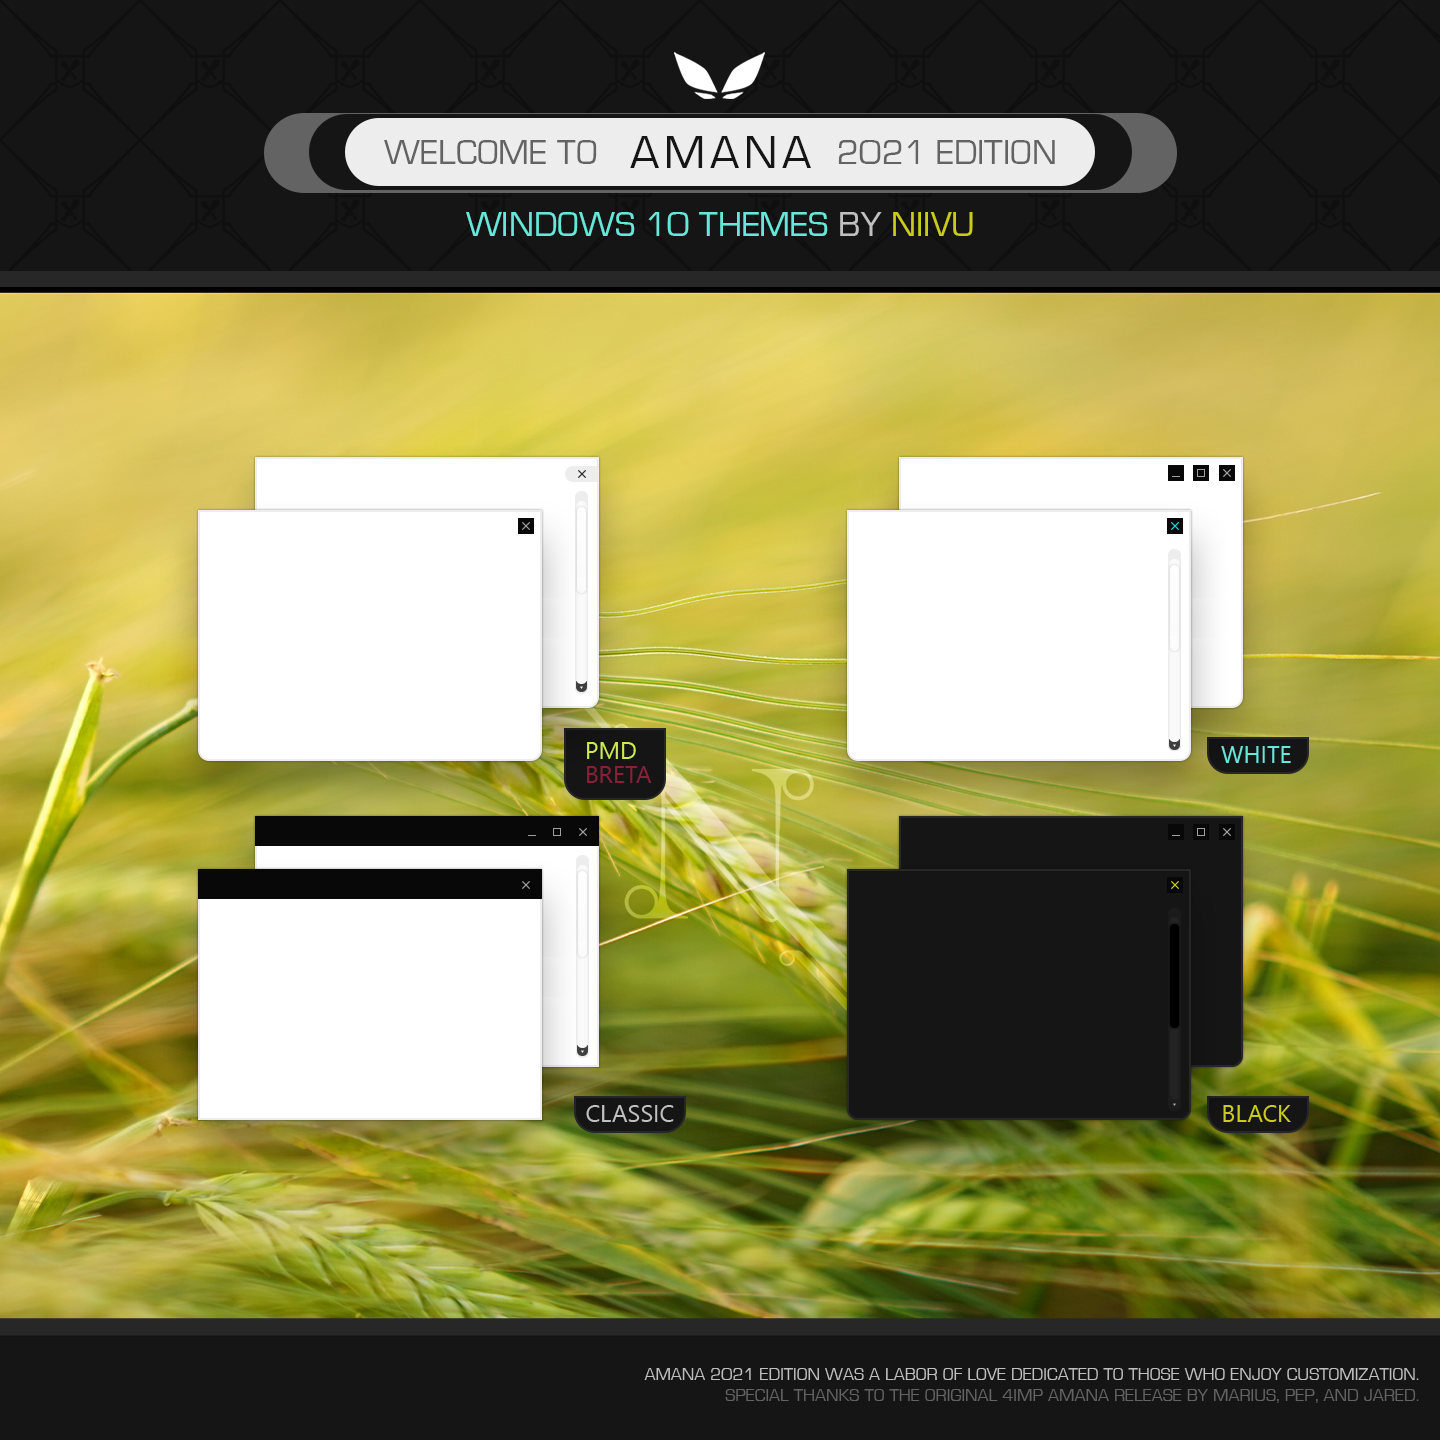 WELCOME TO AMANA 2021 EDITION
WINDOWS 10 THEMES BY NIIVU
PMD
BRETA
WHITE
CLASSIC
BLACK
AMANA 2021 EDITION WAS A LABOR OF LOVE DEDICATED TO THOSE WHO ENJOY CUSTOMIZATION.
SPECIAL THANKS TO THE ORIGINAL 4IMP AMANA RELEASE BY MARIUS, PEP, AND JARED.